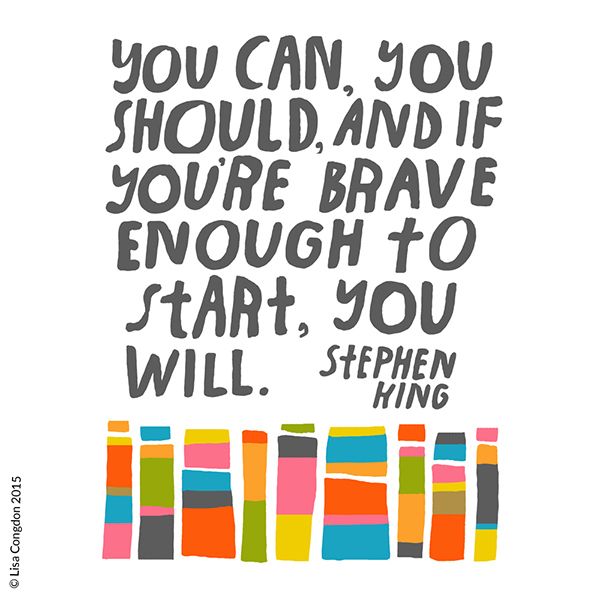 YOU CAN, YOU
SHOULD, AND IF
YOU'RE BRAVE
ENOUGH TO
START, YOU
WILL.
STEPHEN
KING
© Lisa Congdon 2015